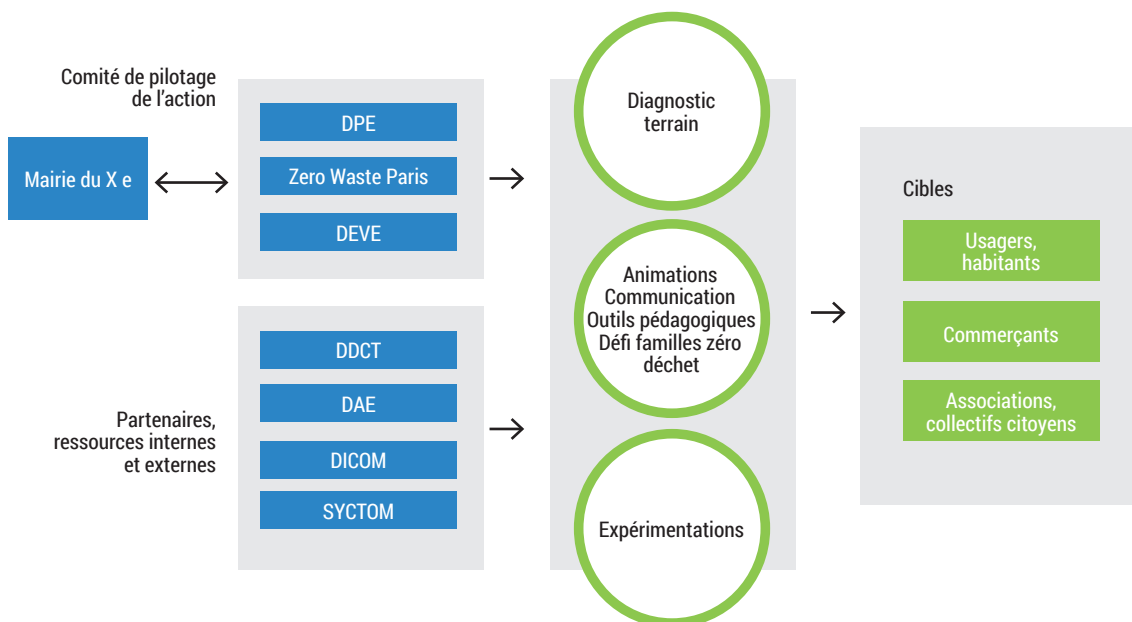 Comité de pilotage
de l’action
Mairie du X e
DPE
Zero Waste Paris
DEVE
Partenaires,
ressources internes
et externes
DDCT
DAE
DICOM
SYCTOM
Diagnostic
terrain
Animations
Communication
Outils pédagogiques
Défi familles zéro
déchet
Expérimentations
Cibles
Usagers,
habitants
Commerçants
Associations,
collectifs citoyens